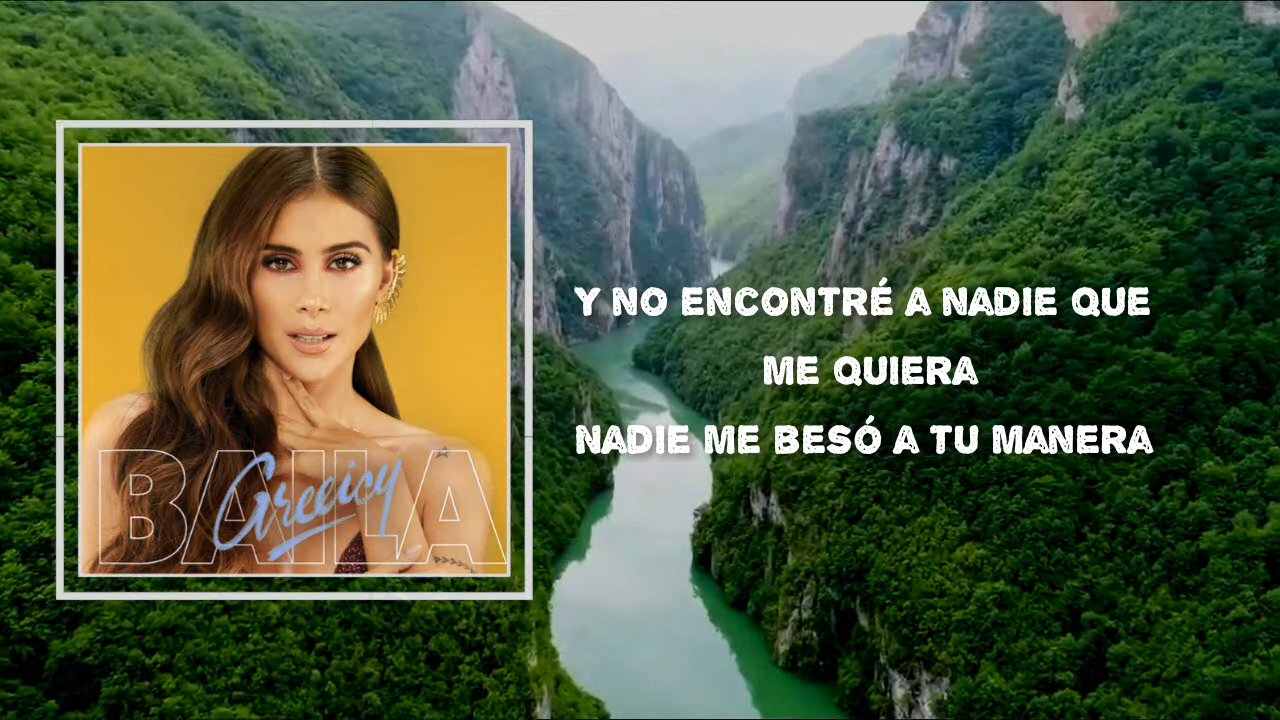 BAILA
Greeicy
Y NO ENCONTRÉ A NADIE QUE
ME QUIERA
NADIE ME BESÓ A TU MANERA